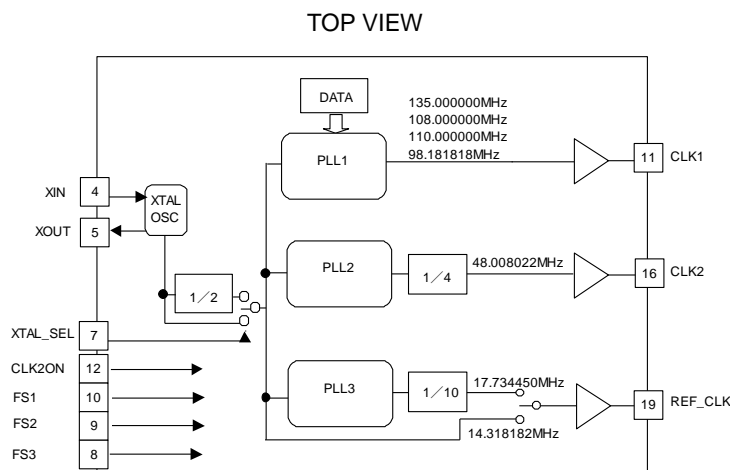 TOP VIEW
DATA
135.000000MHz
108.000000MHz
110.000000MHz
98.181818MHz
PLL1
11
CLK1
XIN
4
XTAL
OSC
XOUT
5
PLL2
1/4
48.008022MHz
16
CLK2
1/2
XTAL_SEL
7
CLK2ON
12
FS1
10
FS2
9
FS3
8
PLL3
1/10
17.734450MHz
14.318182MHz
19
REF_CLK